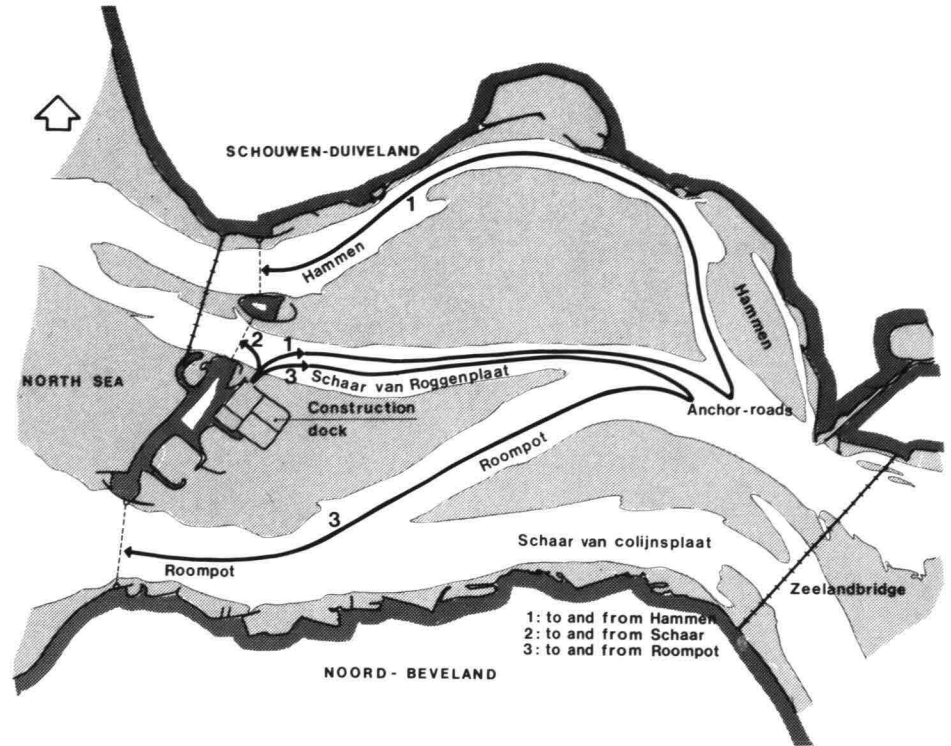 SCHOUWEN-DUIVELAND
1
Hammen
Hammen
2
1
3
Schaar van Roggenplaat
NORTH SEA
Construction
dock
Anchor-roads
Roompot
3
Schaar van colijnsplaat
Roompot
Zeelandbridge
1: to and from Hammen
2: to and from Schaar
3: to and from Roompot
NOORD - BEVELAND